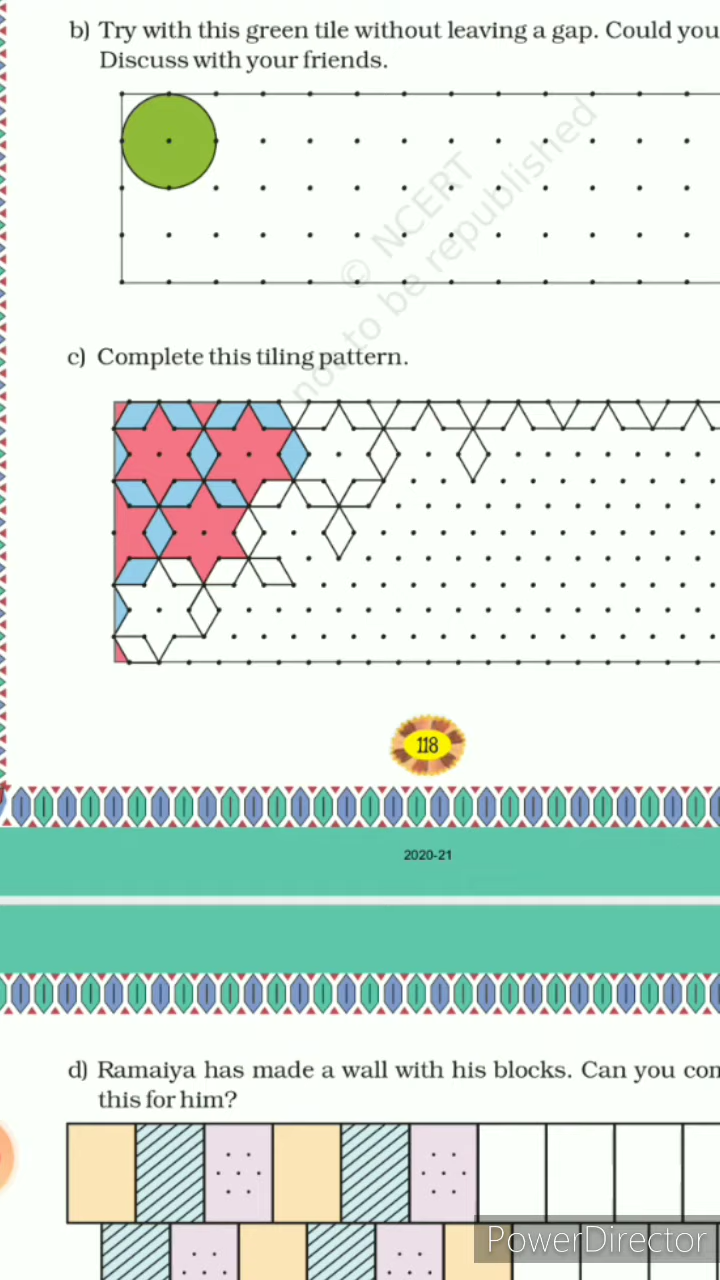 b) Try with this green tile without leaving a gap. Could you
Discuss with your friends.
© NCERT
not to be republished
c) Complete this tiling pattern.
118
2020-21
d) Ramaiya has made a wall with his blocks. Can you com
this for him?
PowerDirector